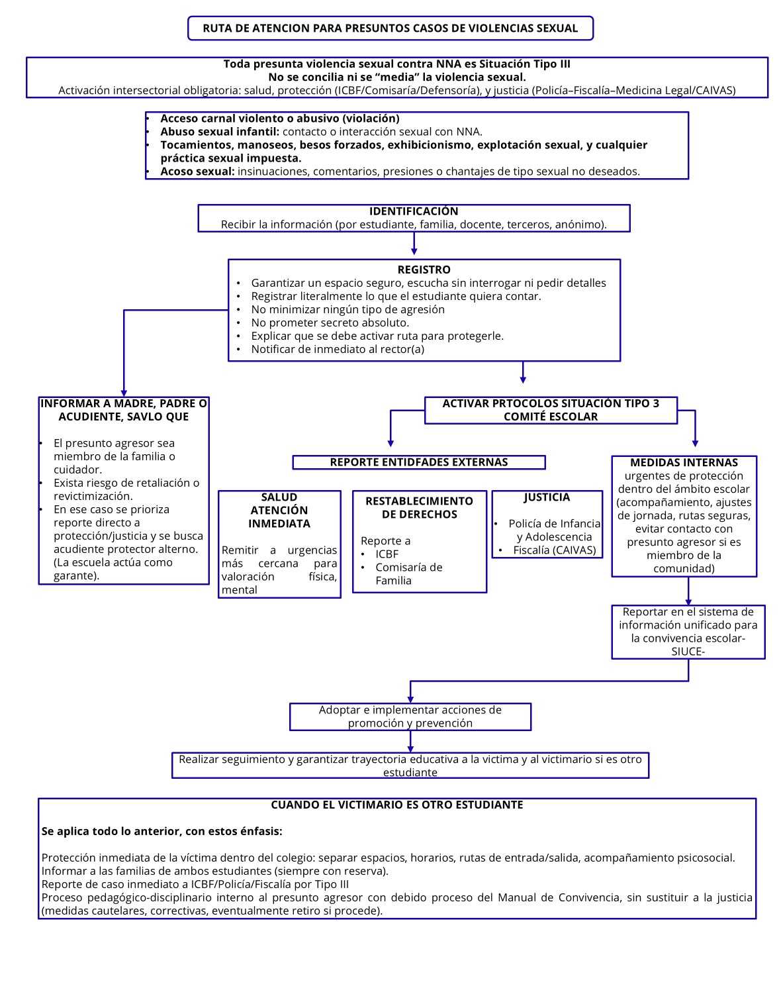 RUTA DE ATENCION PARA PRESUNTOS CASOS DE VIOLENCIAS SEXUAL
Toda presunta violencia sexual contra NNA es Situación Tipo III
No se concilia ni se “media” la violencia sexual.
Activación intersectorial obligatoria: salud, protección (ICBF/Comisaría/Defensoría), y justicia (Policía–Fiscalía–Medicina Legal/CAIVAS)
• Acceso carnal violento o abusivo (violación)
• Abuso sexual infantil: contacto o interacción sexual con NNA.
• Tocamientos, manoseos, besos forzados, exhibicionismo, explotación sexual, y cualquier
práctica sexual impuesta.
• Acoso sexual: insinuaciones, comentarios, presiones o chantajes de tipo sexual no deseados.
IDENTIFICACIÓN
Recibir la información (por estudiante, familia, docente, terceros, anónimo).
REGISTRO
• Garantizar un espacio seguro, escucha sin interrogar ni pedir detalles
• Registrar literalmente lo que el estudiante quiera contar.
• No minimizar ningún tipo de agresión
• No prometer secreto absoluto.
• Explicar que se debe activar ruta para protegerle.
• Notificar de inmediato al rector(a)
INFORMAR A MADRE, PADRE O
ACUDIENTE, SAVLO QUE
• El presunto agresor sea
miembro de la familia o
cuidador.
• Exista riesgo de retaliación o
revictimización.
• En ese caso se prioriza
reporte directo a
protección/justicia y se busca
acudiente protector alterno.
(La escuela actúa como
garante).
ACTIVAR PRTOCOLOS SITUACIÓN TIPO 3
COMITÉ ESCOLAR
REPORTE ENTIDFADES EXTERNAS
SALUD
ATENCIÓN
INMEDIATA
Remitir a urgencias
más cercana para
valoración física,
mental
RESTABLECIMIENTO
DE DERECHOS
Reporte a
• ICBF
• Comisaría de
Familia
JUSTICIA
• Policía de Infancia
y Adolescencia
• Fiscalía (CAIVAS)
MEDIDAS INTERNAS
urgentes de protección
dentro del ámbito escolar
(acompañamiento, ajustes
de jornada, rutas seguras,
evitar contacto con
presunto agresor si es
miembro de la
comunidad)
Reportar en el sistema de
información unificado para
la convivencia escolar-
SIUCE-
Adoptar e implementar acciones de
promoción y prevención
Realizar seguimiento y garantizar trayectoria educativa a la victima y al victimario si es otro
estudiante
CUANDO EL VICTIMARIO ES OTRO ESTUDIANTE
Se aplica todo lo anterior, con estos énfasis:
Protección inmediata de la víctima dentro del colegio: separar espacios, horarios, rutas de entrada/salida, acompañamiento psicosocial.
Informar a las familias de ambos estudiantes (siempre con reserva).
Reporte de caso inmediato a ICBF/Policía/Fiscalía por Tipo III
Proceso pedagógico-disciplinario interno al presunto agresor con debido proceso del Manual de Convivencia, sin sustituir a la justicia
(medidas cautelares, correctivas, eventualmente retiro si procede).